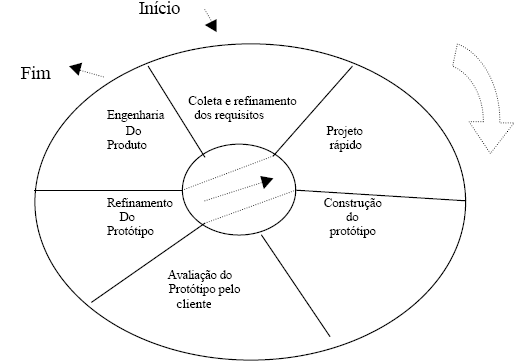 Início
Fim
Coleta e refinamento
dos requisitos
Projeto
rápido
Construção
do
protótipo
Avaliação do
Protótipo pelo
cliente
Refinamento
Do
Protótipo
Engenharia
Do
Produto